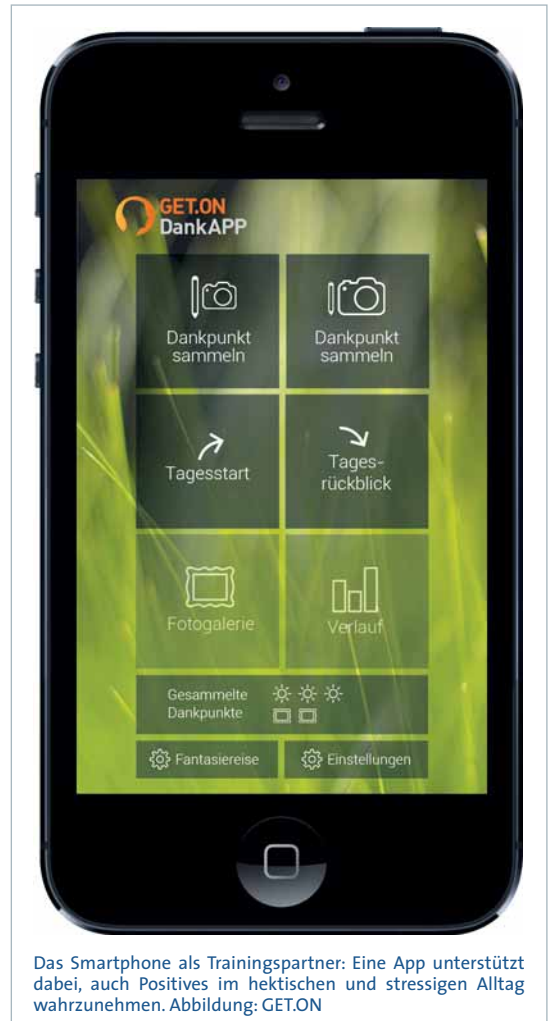 GET.ON
DankAPP
Dankpunkt
sammeln
Dankpunkt
sammeln
Tagesstart
Tages-
rückblick
Fotogalerie
Verlauf
Gesammelte
Dankpunkte
Fantasiereise
Einstellungen
Das Smartphone als Trainingspartner: Eine App unterstützt
dabei, auch Positives im hektischen und stressigen Alltag
wahrzunehmen. Abbildung: GET.ON